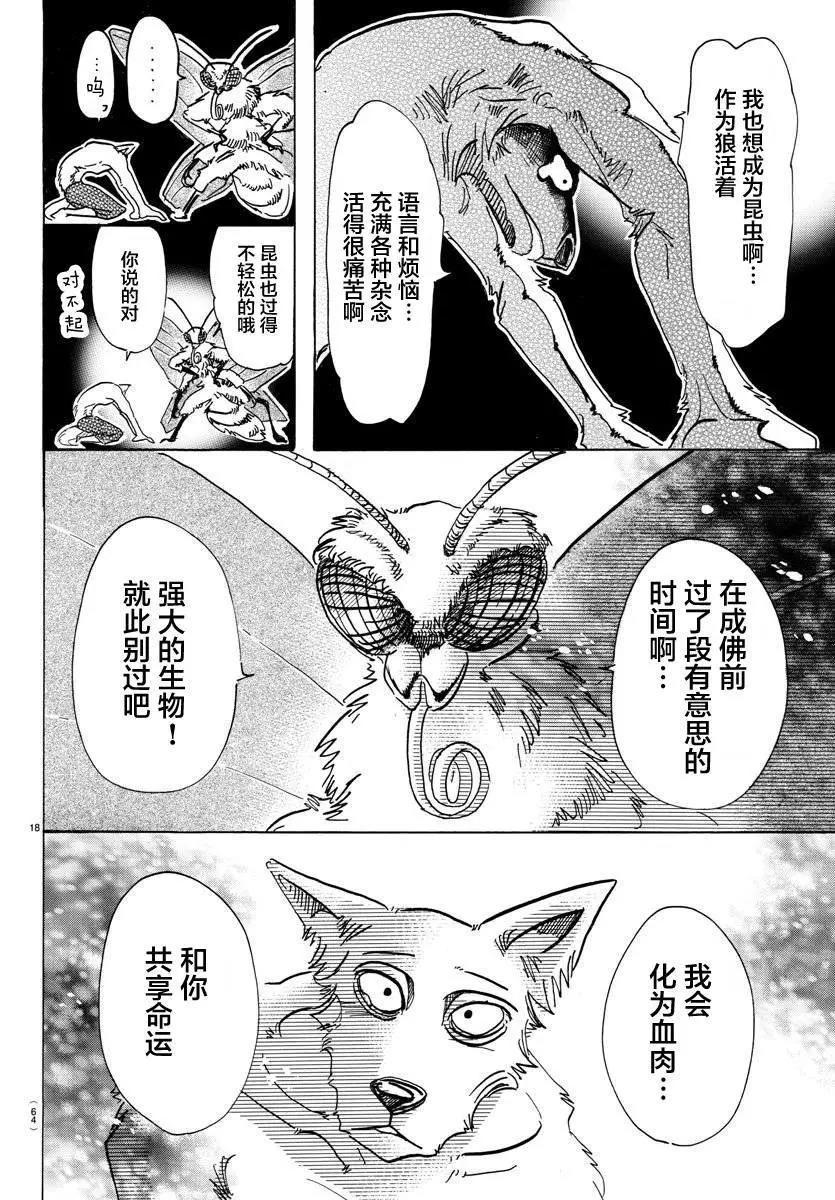 我也想成为昆虫啊…
作为狼活着
语言和烦恼…
充满各种杂念
活得很痛苦啊
……
…吗，
昆虫也过得
不轻松的哦
你说的对
对不起
在成佛前
过了段有意思的
时间啊…
强大的生物！
就此别过吧
我会
化为血肉…
和你
共享命运
18
（64）